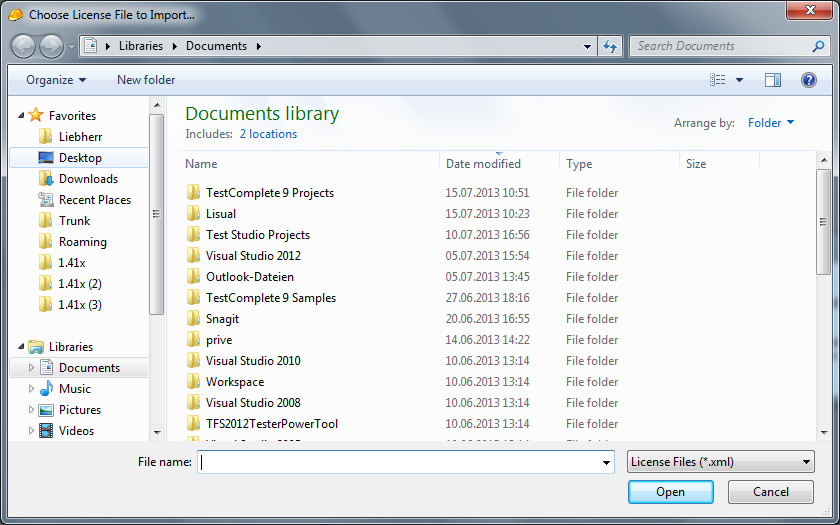 Choose License File to Import...
Libraries Documents
Search Documents
Organize New folder
Favorites
Liebherr
Desktop
Downloads
Recent Places
Trunk
Roaming
1.41x
1.41x (2)
1.41x (3)
Libraries
Documents
Music
Pictures
Videos
Documents library
Includes: 2 locations
Arrange by: Folder
Name Date modified Type Size
TestComplete 9 Projects 15.07.2013 10:51 File folder
Lisual 15.07.2013 10:23 File folder
Test Studio Projects 10.07.2013 16:56 File folder
Visual Studio 2012 05.07.2013 15:54 File folder
Outlook-Dateien 05.07.2013 13:45 File folder
TestComplete 9 Samples 27.06.2013 18:16 File folder
Snagit 20.06.2013 16:55 File folder
prive 14.06.2013 14:22 File folder
Visual Studio 2010 10.06.2013 13:14 File folder
Workspace 10.06.2013 13:14 File folder
Visual Studio 2008 10.06.2013 13:14 File folder
TFS2012TesterPowerTool 10.06.2013 13:14 File folder
File name:
License Files (*.xml)
Open Cancel